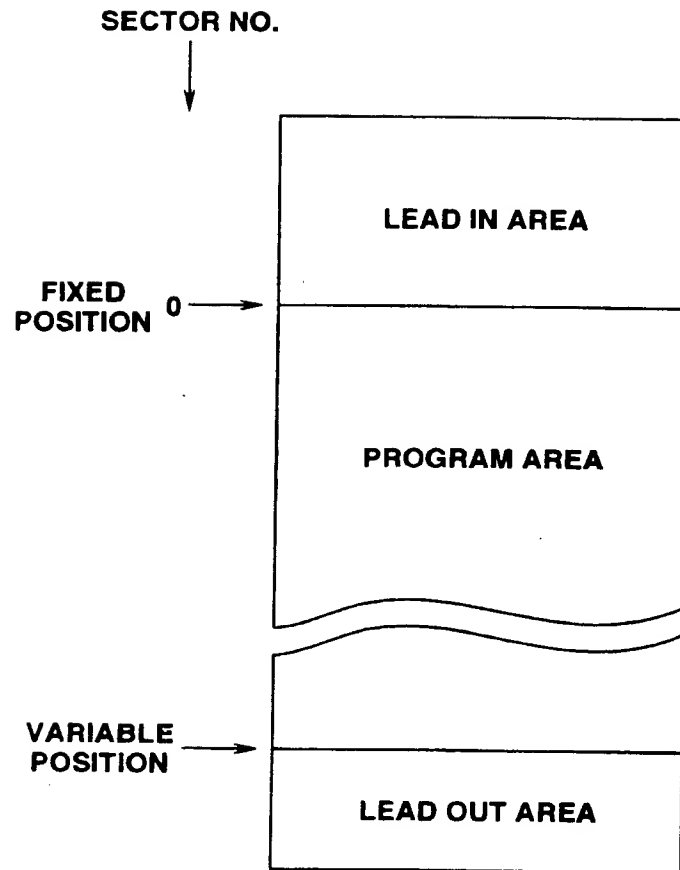 SECTOR NO.
LEAD IN AREA
FIXED
POSITION 0
PROGRAM AREA
VARIABLE
POSITION
LEAD OUT AREA